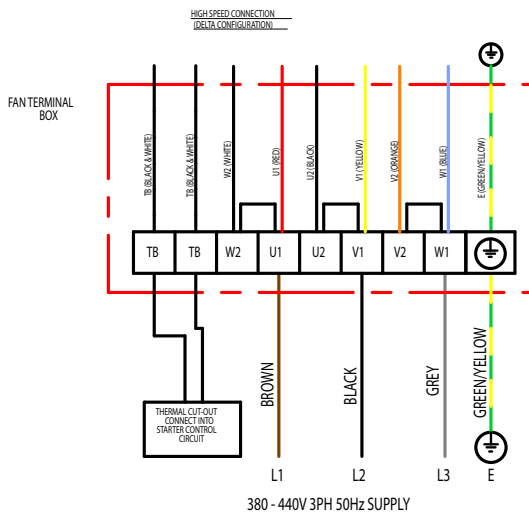 HIGH SPEED CONNECTION
(DELTA CONFIGURATION)
FAN TERMINAL
BOX
TB (BLACK & WHITE)
TB (BLACK & WHITE)
W2 (WHITE)
U1 (RED)
U2 (BLACK)
V1 (YELLOW)
V2 (ORANGE)
W1 (BLUE)
E (GREEN/YELLOW)
TB
TB
W2
U1
U2
V1
V2
W1
THERMAL CUT-OUT
CONNECT INTO
STARTER CONTROL
CIRCUIT
BROWN
BLACK
GREY
GREEN/YELLOW
L1
L2
L3
E
380 - 440V 3PH 50Hz SUPPLY